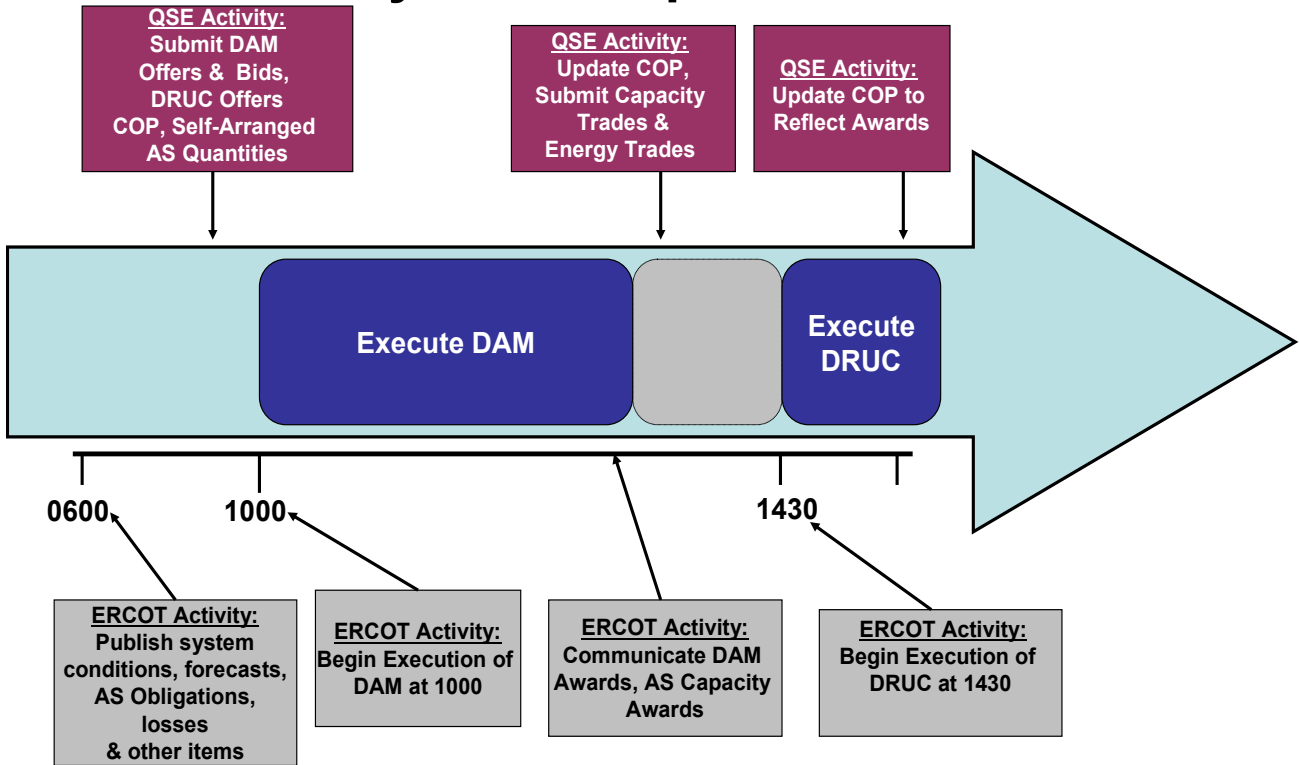 QSE Activity:
Submit DAM
Offers & Bids,
DRUC Offers
COP, Self-Arranged
AS Quantities
QSE Activity:
Update COP,
Submit Capacity
Trades &
Energy Trades
QSE Activity:
Update COP to
Reflect Awards
Execute DAM
Execute
DRUC
0600
1000
1430
ERCOT Activity:
Publish system
conditions, forecasts,
AS Obligations,
losses
& other items
ERCOT Activity:
Begin Execution of
DAM at 1000
ERCOT Activity:
Communicate DAM
Awards, AS Capacity
Awards
ERCOT Activity:
Begin Execution of
DRUC at 1430